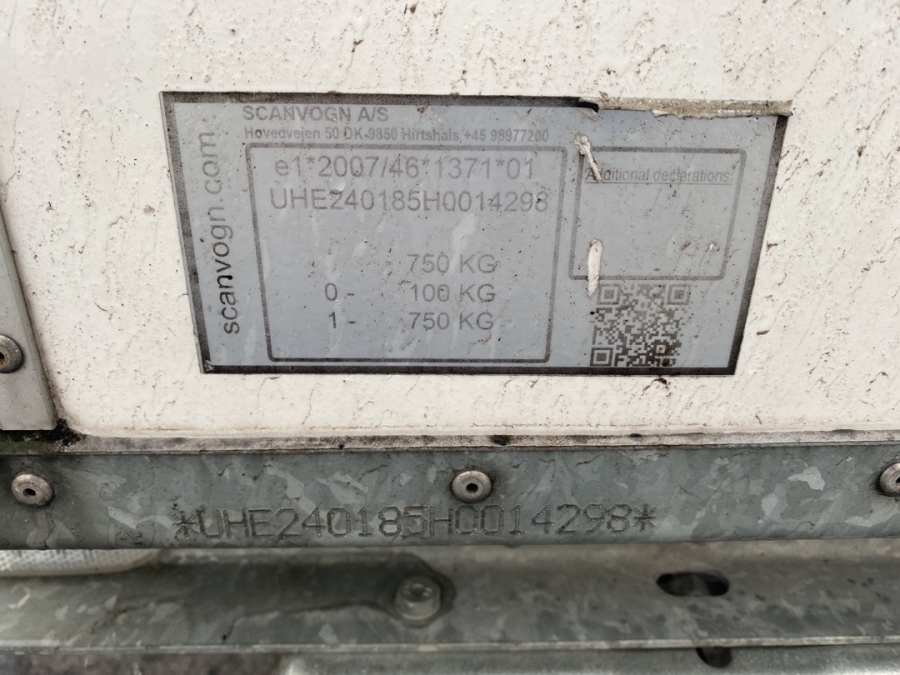 SCANVOGN A/S
Hovedvejen 50 DK-9850 Hirtshals +45 98977200
scanvogn.com
e1*2007/46*1371*01
UHE240185H0014298
750 KG
0 - 100 KG
1 - 750 KG
Additional declarations:
*UHE240185H0014298*